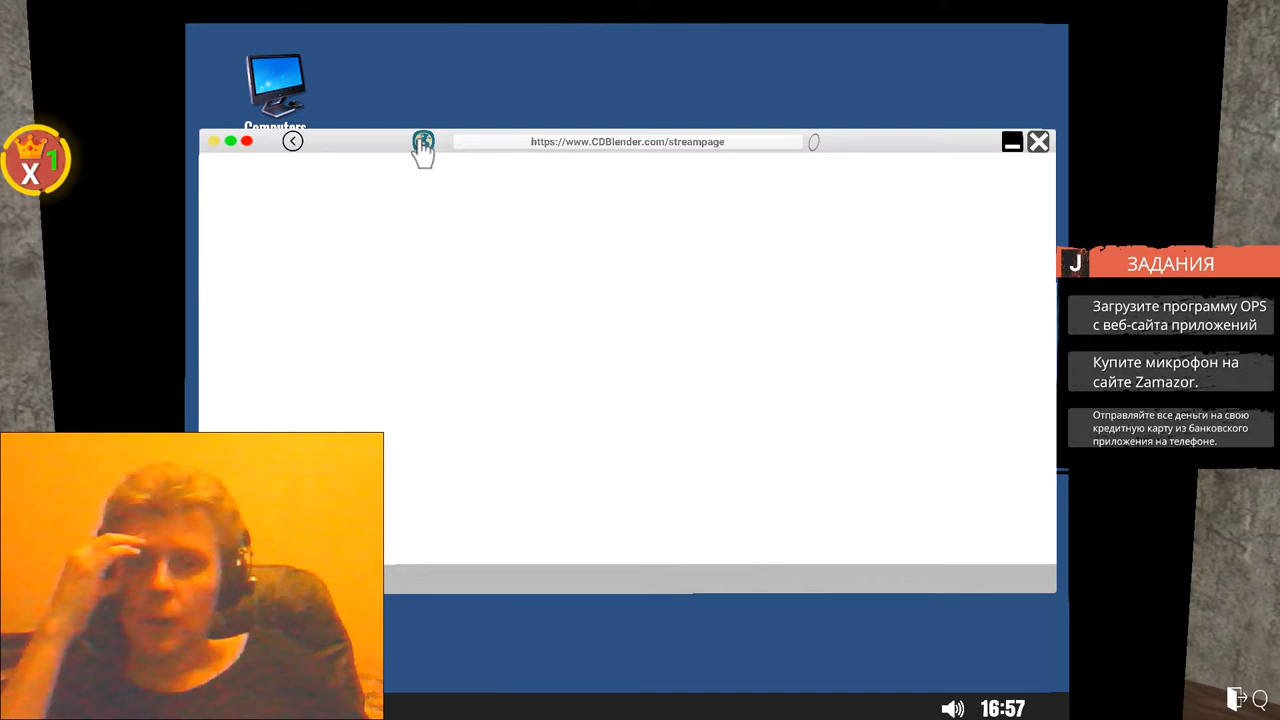 Computers
https://www.CDBlender.com/streampage
X 1
J ЗАДАНИЯ
Загрузите программу OPS
с веб-сайта приложений
Купите микрофон на
сайте Zamazor.
Отправляйте все деньги на свою
кредитную карту из банковского
приложения на телефоне.
16:57
Q